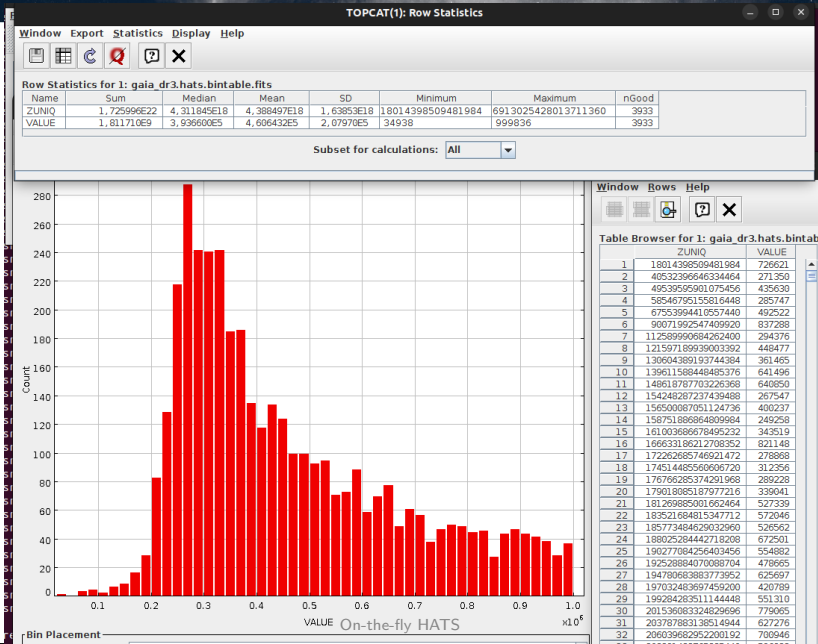 TOPCAT(1): Row Statistics
Window Export Statistics Display Help
Row Statistics for 1: gaia_dr3.hats.bintable.fits
Name Sum Median Mean SD Minimum Maximum nGood
ZUNIQ 1,725996E22 4,311845E18 4,388497E18 1,63853E18 18014398509481984 6913025428013711360 3933
VALUE 1,811710E9 3,936600E5 4,606432E5 2,07970E5 34938 999836 3933
Subset for calculations: All
280
260
240
220
200
180
160
140
120
100
80
60
40
20
0
Count
0.1 0.2 0.3 0.4 0.5 0.6 0.7 0.8 0.9 1.0
VALUE
x10⁶
On-the-fly HATS
Bin Placement
Window Rows Help
Table Browser for 1: gaia_dr3.hats.bintab
ZUNIQ VALUE
1 18014398509481984 726621
2 40532396646334464 271350
3 49539595901075456 435630
4 58546795155816448 285747
5 67553994410557440 492522
6 90071992547409920 837288
7 112589990684262400 294376
8 121597189939003392 448477
9 130604389193744384 361465
10 139611588448485376 641496
11 148618787703226368 640850
12 154248287237439488 267547
13 156500087051124736 400237
14 158751886864809984 249258
15 161003686678495232 343519
16 166633186212708352 821148
17 172262685746921472 278868
18 174514485560606720 312356
19 176766285374291968 289228
20 179018085187977216 339041
21 181269885001662464 527339
22 183521684815347712 572046
23 185773484629032960 526562
24 188025284442718208 602501
25 190277084256403456 554882
26 192528884070088704 478665
27 194780683883773952 625697
28 197032483697459200 420789
29 199284283511144448 551310
30 201536083324829696 779065
31 203787883138514944 627276
32 206039682952200192 700946